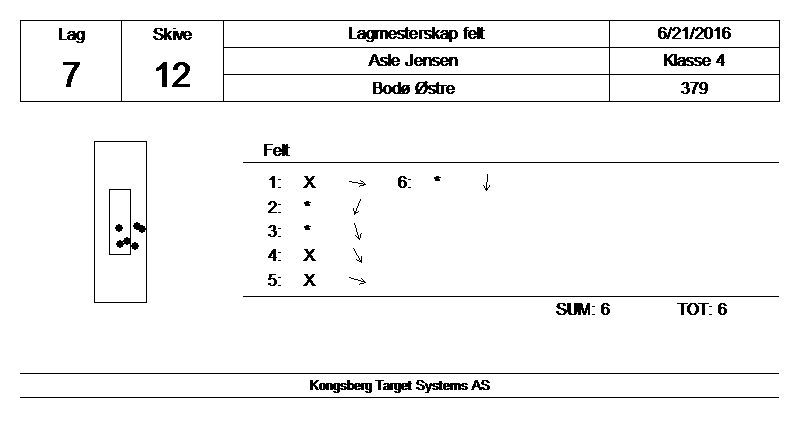 Lag Skive Lagmesterskap felt 6/21/2016
7 12 Asle Jensen Klasse 4
Bodø Østre 379
Felt
1: X → 6: * ↓
2: * ↙
3: * ↘
4: X ↘
5: X →
SUM: 6 TOT: 6
Kongsberg Target Systems AS